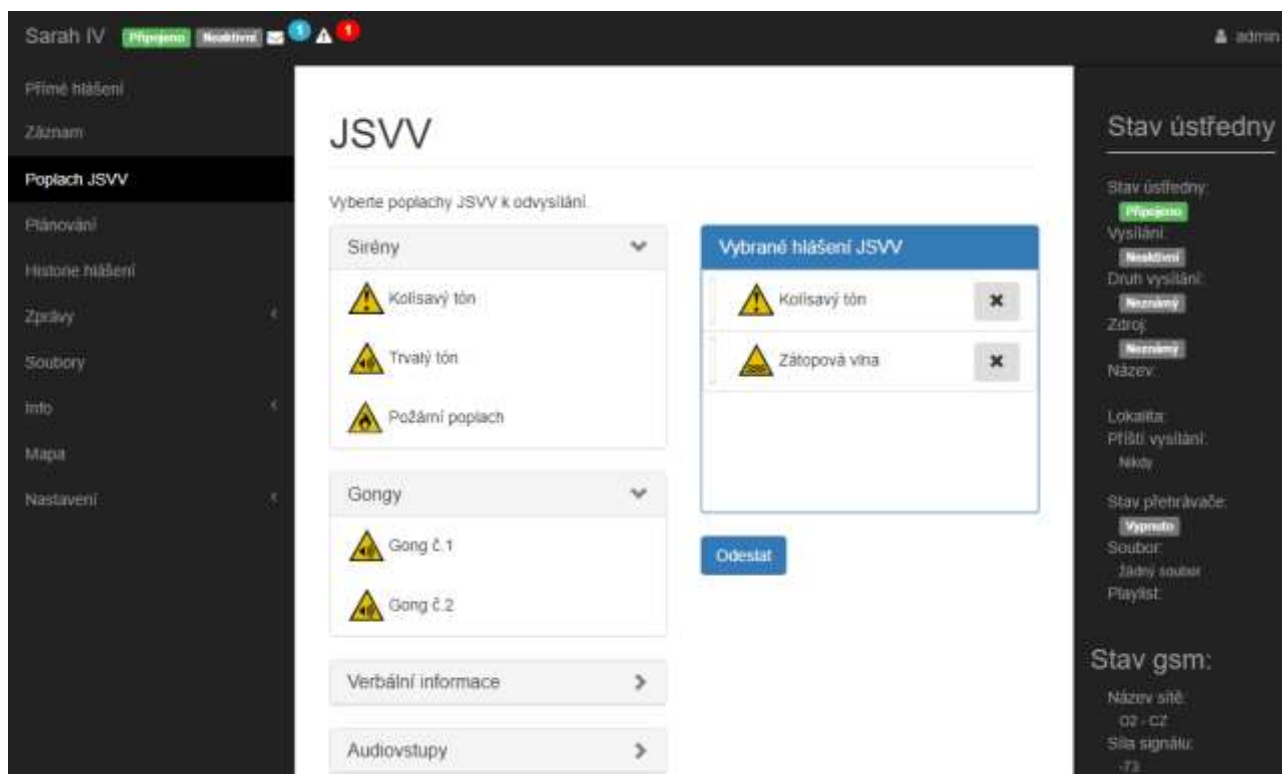 Sarah IV Připojeno Neaktivní 1 1 admin
Přímé hlášení
Záznam
Poplach JSVV
Plánování
Historie hlášení
Zprávy
Soubory
Info
Mapa
Nastavení
JSVV
Vyberte poplachy JSVV k odvysílání.
Sirény
Kolísavý tón
Trvalý tón
Požární poplach
Gongy
Gong č.1
Gong č.2
Verbální informace
Audiovstupy
Vybrané hlášení JSVV
Kolísavý tón
Zátopová vlna
Odeslat
Stav ústředny
Stav ústředny:
Připojeno
Vysílání:
Neaktivní
Druh vysílání:
Neznámý
Zdroj:
Neznámý
Název:
Lokalita:
Příští vysílání:
Nikdy
Stav přehrávače:
Vypnuto
Soubor:
žádný soubor
Playlist:
Stav gsm:
Název sítě:
O2 - CZ
Síla signálu:
-73